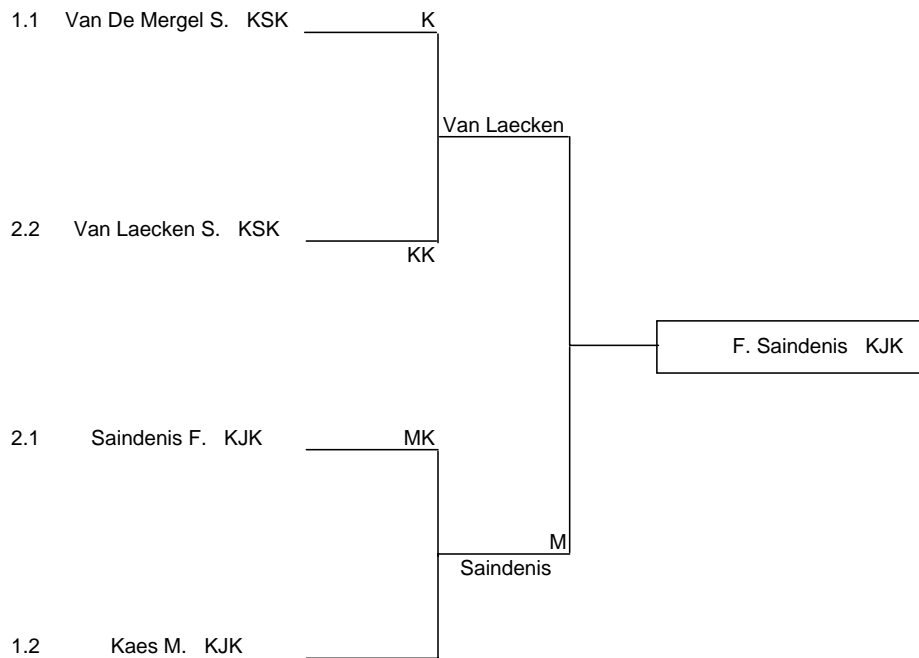 1.1 Van De Mergel S. KSK K
Van Laecken
2.2 Van Laecken S. KSK
KK
F. Saindenis KJK
2.1 Saindenis F. KJK MK
M
Saindenis
1.2 Kaes M. KJK